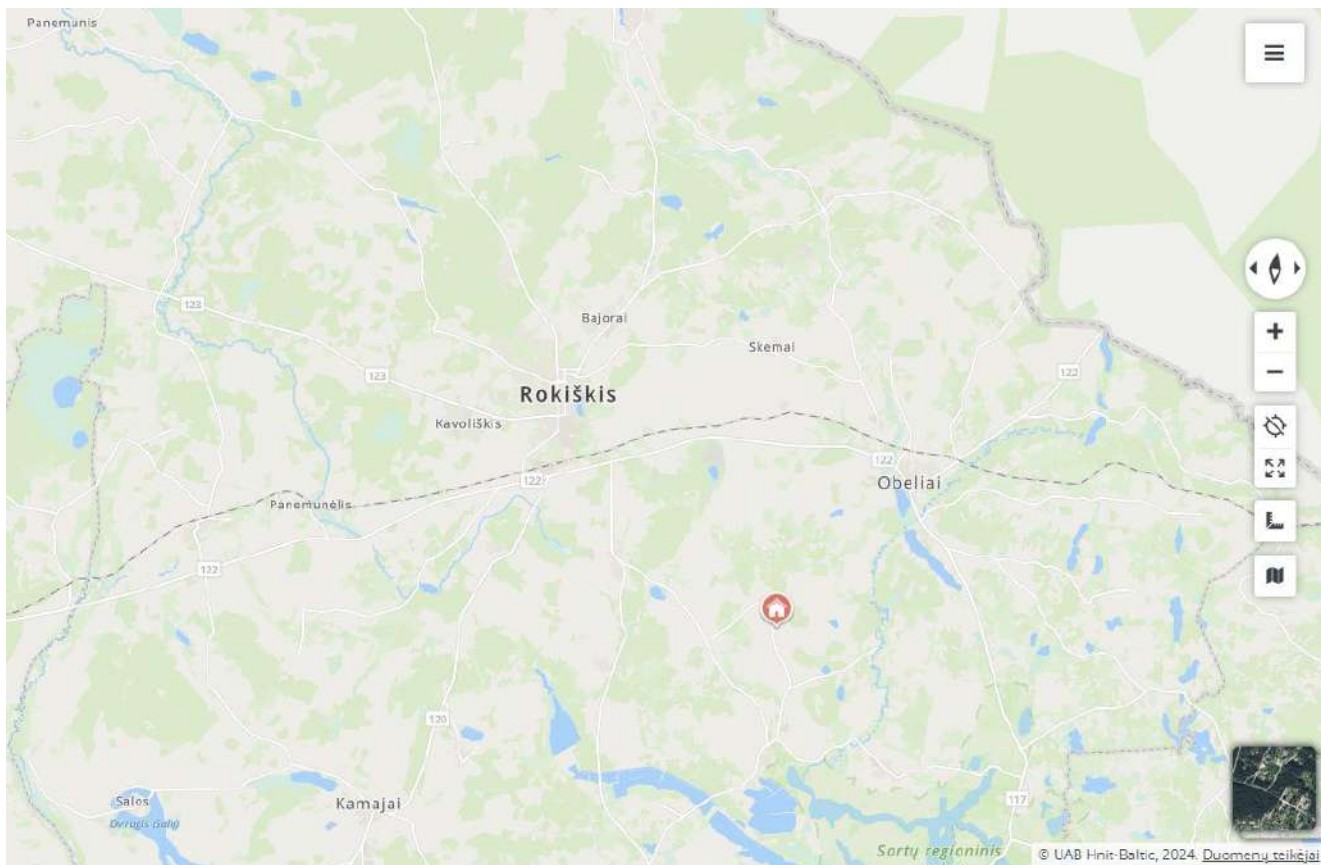 Panemunis
123
Bajorai
Skemai
122
123
Rokiškis
Kavoliškis
122
122
Obeliai
Panemunėlis
122
120
Salos
Kamajai
117
Sartų regioninis
© UAB Hnit-Baltic, 2024. Duomenų teikėjai